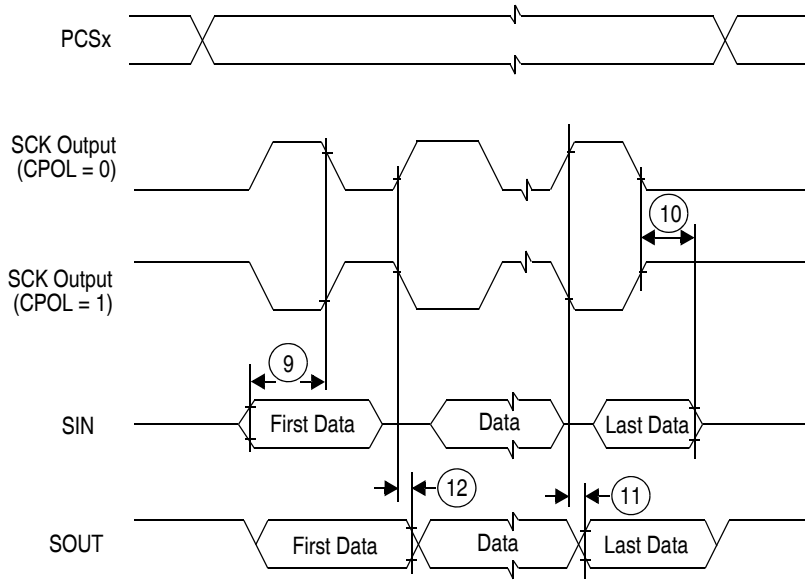 PCSx
SCK Output
(CPOL = 0)
10
SCK Output
(CPOL = 1)
9
SIN
First Data
Data
Last Data
12
11
SOUT
First Data
Data
Last Data